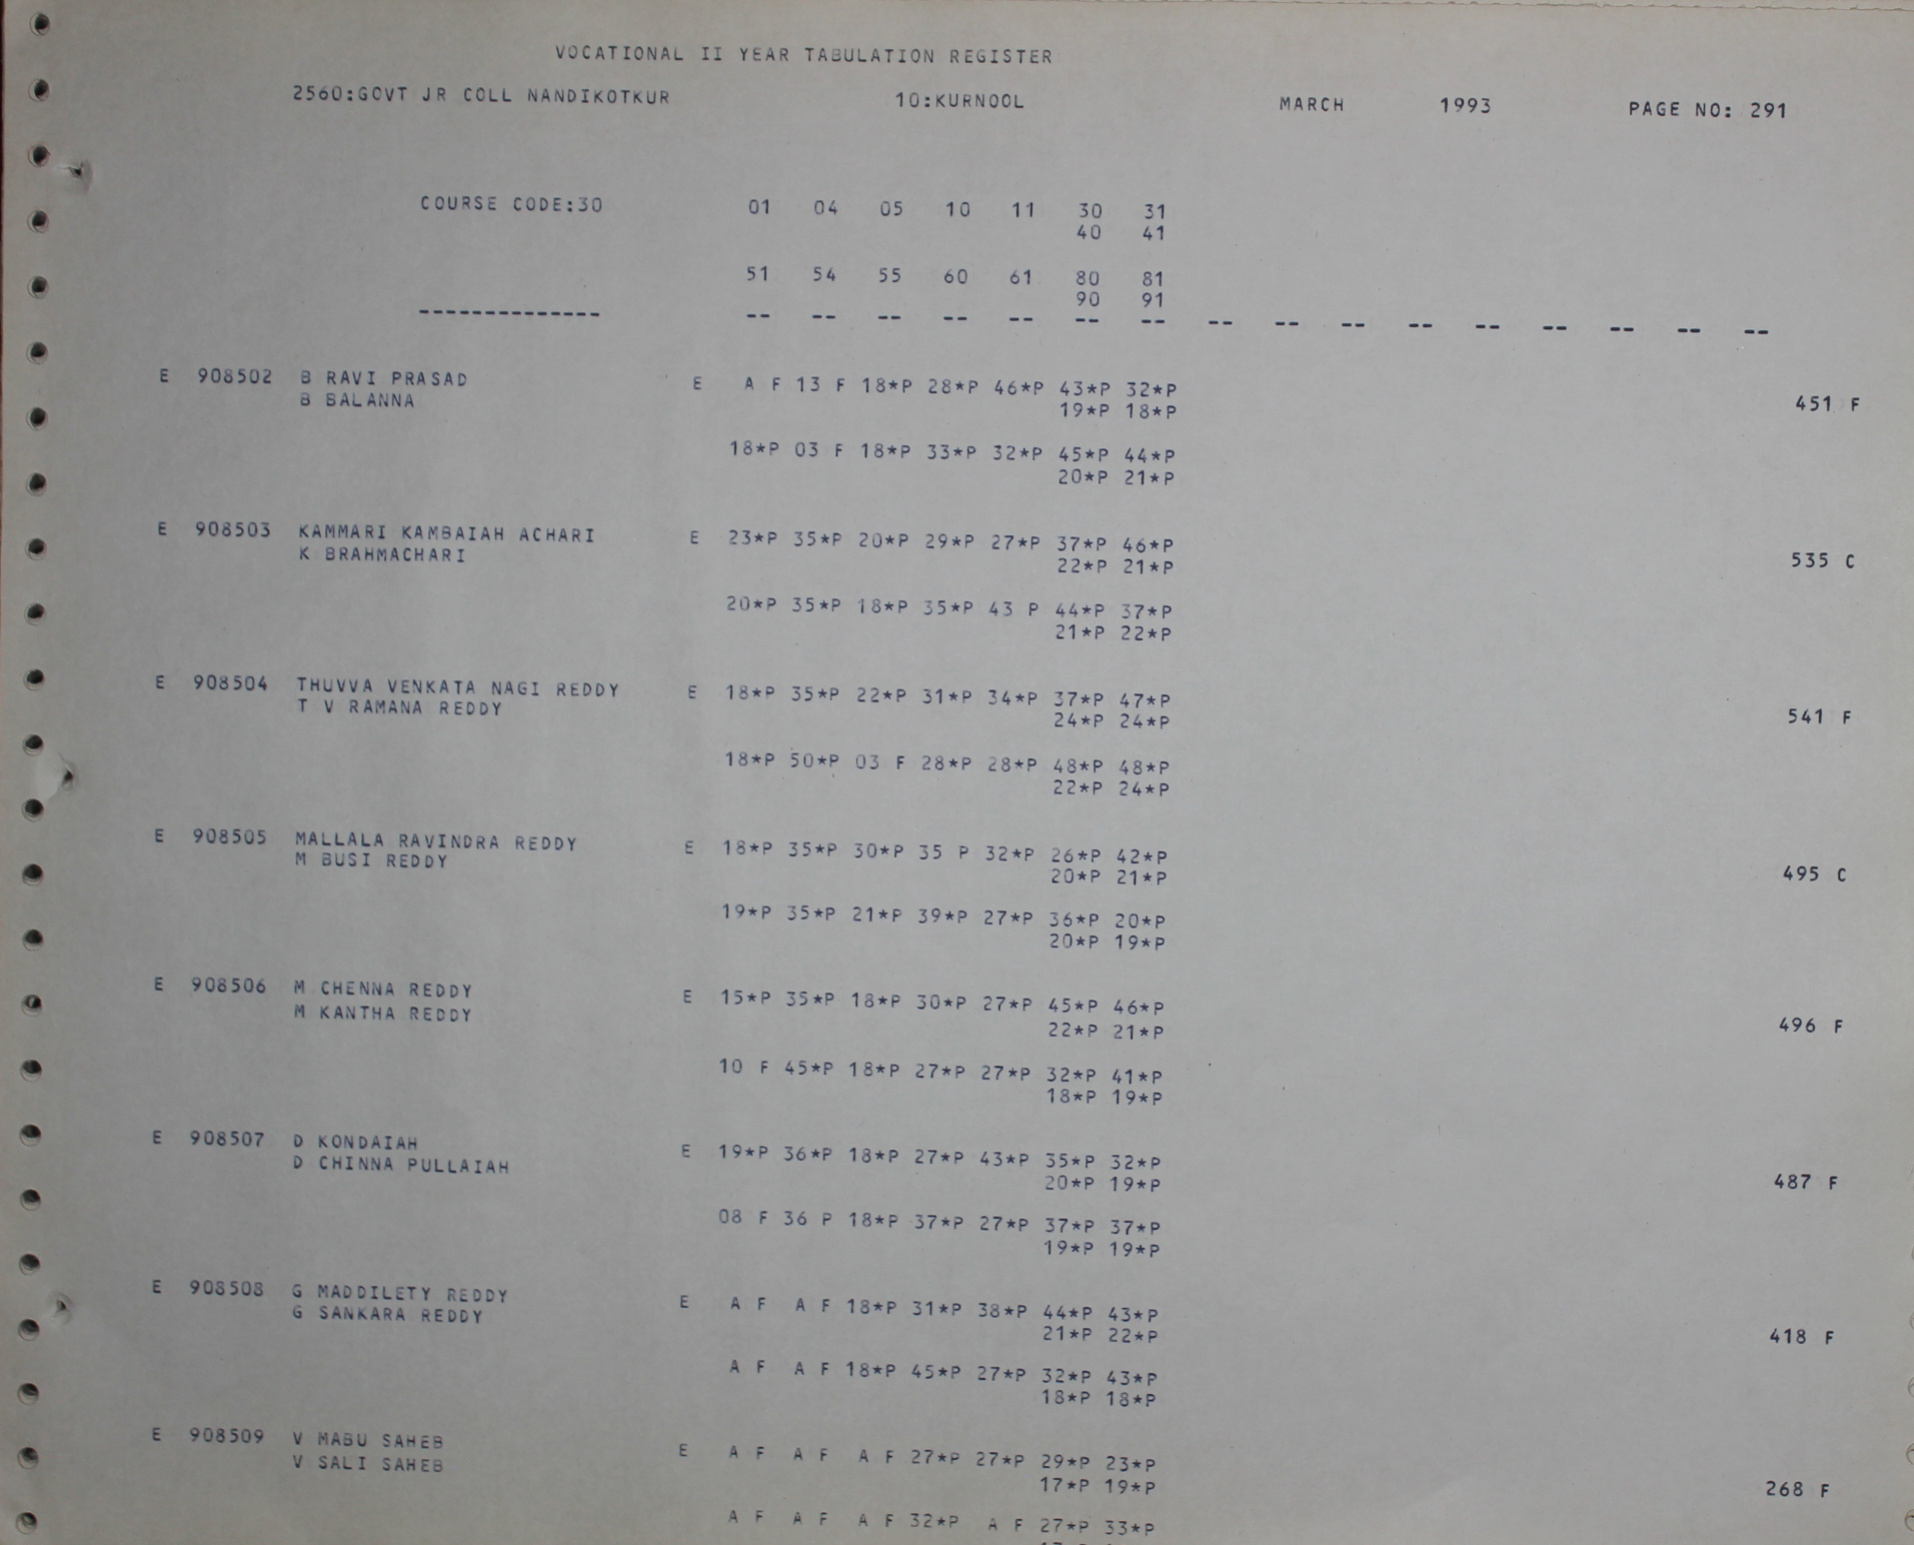 VOCATIONAL II YEAR TABULATION REGISTER
2560:GOVT JR COLL NANDIKOTKUR 10:KURNOOL MARCH 1993 PAGE NO: 291
COURSE CODE:30 01 04 05 10 11 30 31
40 41
51 54 55 60 61 80 81
90 91
-------------- -- -- -- -- -- -- -- -- -- -- -- -- -- -- -- --
E 908502 B RAVI PRASAD E A F 13 F 18*P 28*P 46*P 43*P 32*P
B BALANNA 19*P 18*P 451 F
18*P 03 F 18*P 33*P 32*P 45*P 44*P
20*P 21*P
E 908503 KAMMARI KAMBAIAH ACHARI E 23*P 35*P 20*P 29*P 27*P 37*P 46*P
K BRAHMACHARI 22*P 21*P 535 C
20*P 35*P 18*P 35*P 43 P 44*P 37*P
21*P 22*P
E 908504 THUVVA VENKATA NAGI REDDY E 18*P 35*P 22*P 31*P 34*P 37*P 47*P
T V RAMANA REDDY 24*P 24*P 541 F
18*P 50*P 03 F 28*P 28*P 48*P 48*P
22*P 24*P
E 908505 MALLALA RAVINDRA REDDY E 18*P 35*P 30*P 35 P 32*P 26*P 42*P
M BUSI REDDY 20*P 21*P 495 C
19*P 35*P 21*P 39*P 27*P 36*P 20*P
20*P 19*P
E 908506 M CHENNA REDDY E 15*P 35*P 18*P 30*P 27*P 45*P 46*P
M KANTHA REDDY 22*P 21*P 496 F
10 F 45*P 18*P 27*P 27*P 32*P 41*P
18*P 19*P
E 908507 D KONDAIAH E 19*P 36*P 18*P 27*P 43*P 35*P 32*P
D CHINNA PULLAIAH 20*P 19*P 487 F
08 F 36 P 18*P 37*P 27*P 37*P 37*P
19*P 19*P
E 908508 G MADDILETY REDDY E A F A F 18*P 31*P 38*P 44*P 43*P
G SANKARA REDDY 21*P 22*P 418 F
A F A F 18*P 45*P 27*P 32*P 43*P
18*P 18*P
E 908509 V MABU SAHEB E A F A F A F 27*P 27*P 29*P 23*P
V SALI SAHEB 17*P 19*P 268 F
A F A F A F 32*P A F 27*P 33*P